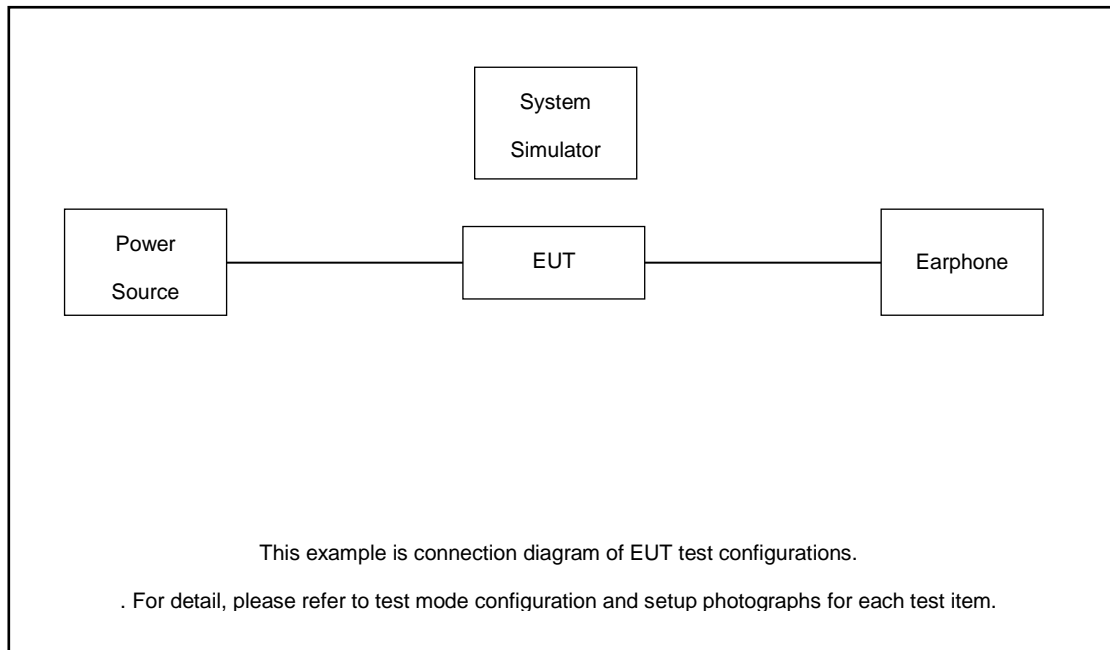 System
Simulator
Power
Source
EUT
Earphone
This example is connection diagram of EUT test configurations.
. For detail, please refer to test mode configuration and setup photographs for each test item.